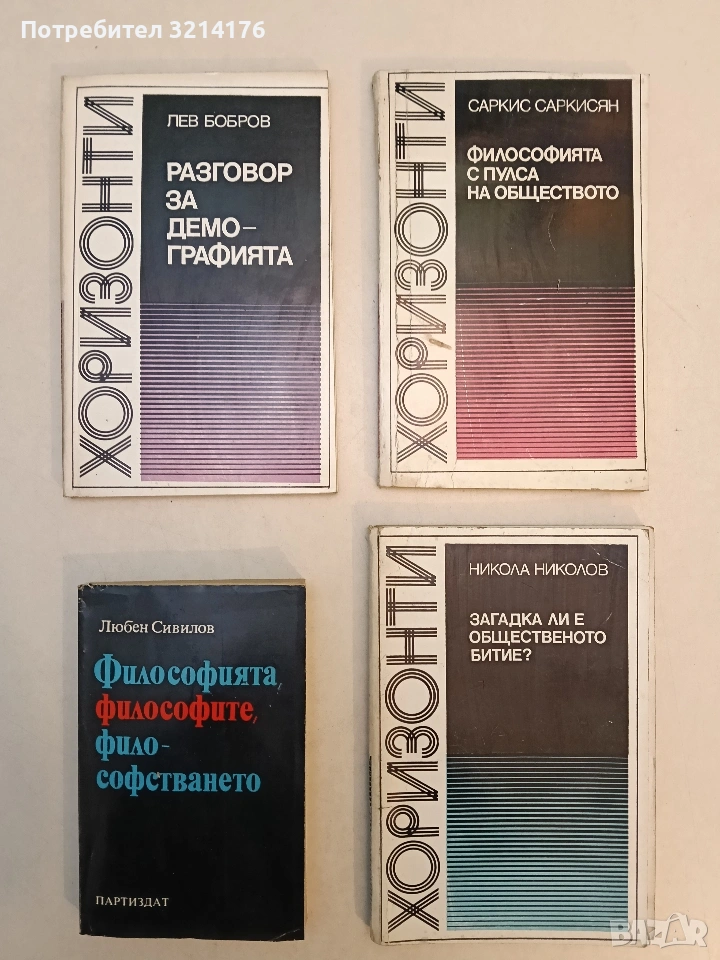 Потребител 3214176
ХОРИЗОНТИ
ЛЕВ БОБРОВ
РАЗГОВОР
ЗА
ДЕМО-
ГРАФИЯТА
ХОРИЗОНТИ
САРКИС САРКИСЯН
ФИЛОСОФИЯТА
С ПУЛСА
НА ОБЩЕСТВОТО
Любен Сивилов
Философията,
философите,
фило-
софстването
ПАРТИЗДАТ
ХОРИЗОНТИ
НИКОЛА НИКОЛОВ
ЗАГАДКА ЛИ Е
ОБЩЕСТВЕНОТО
БИТИЕ?
BAZAR